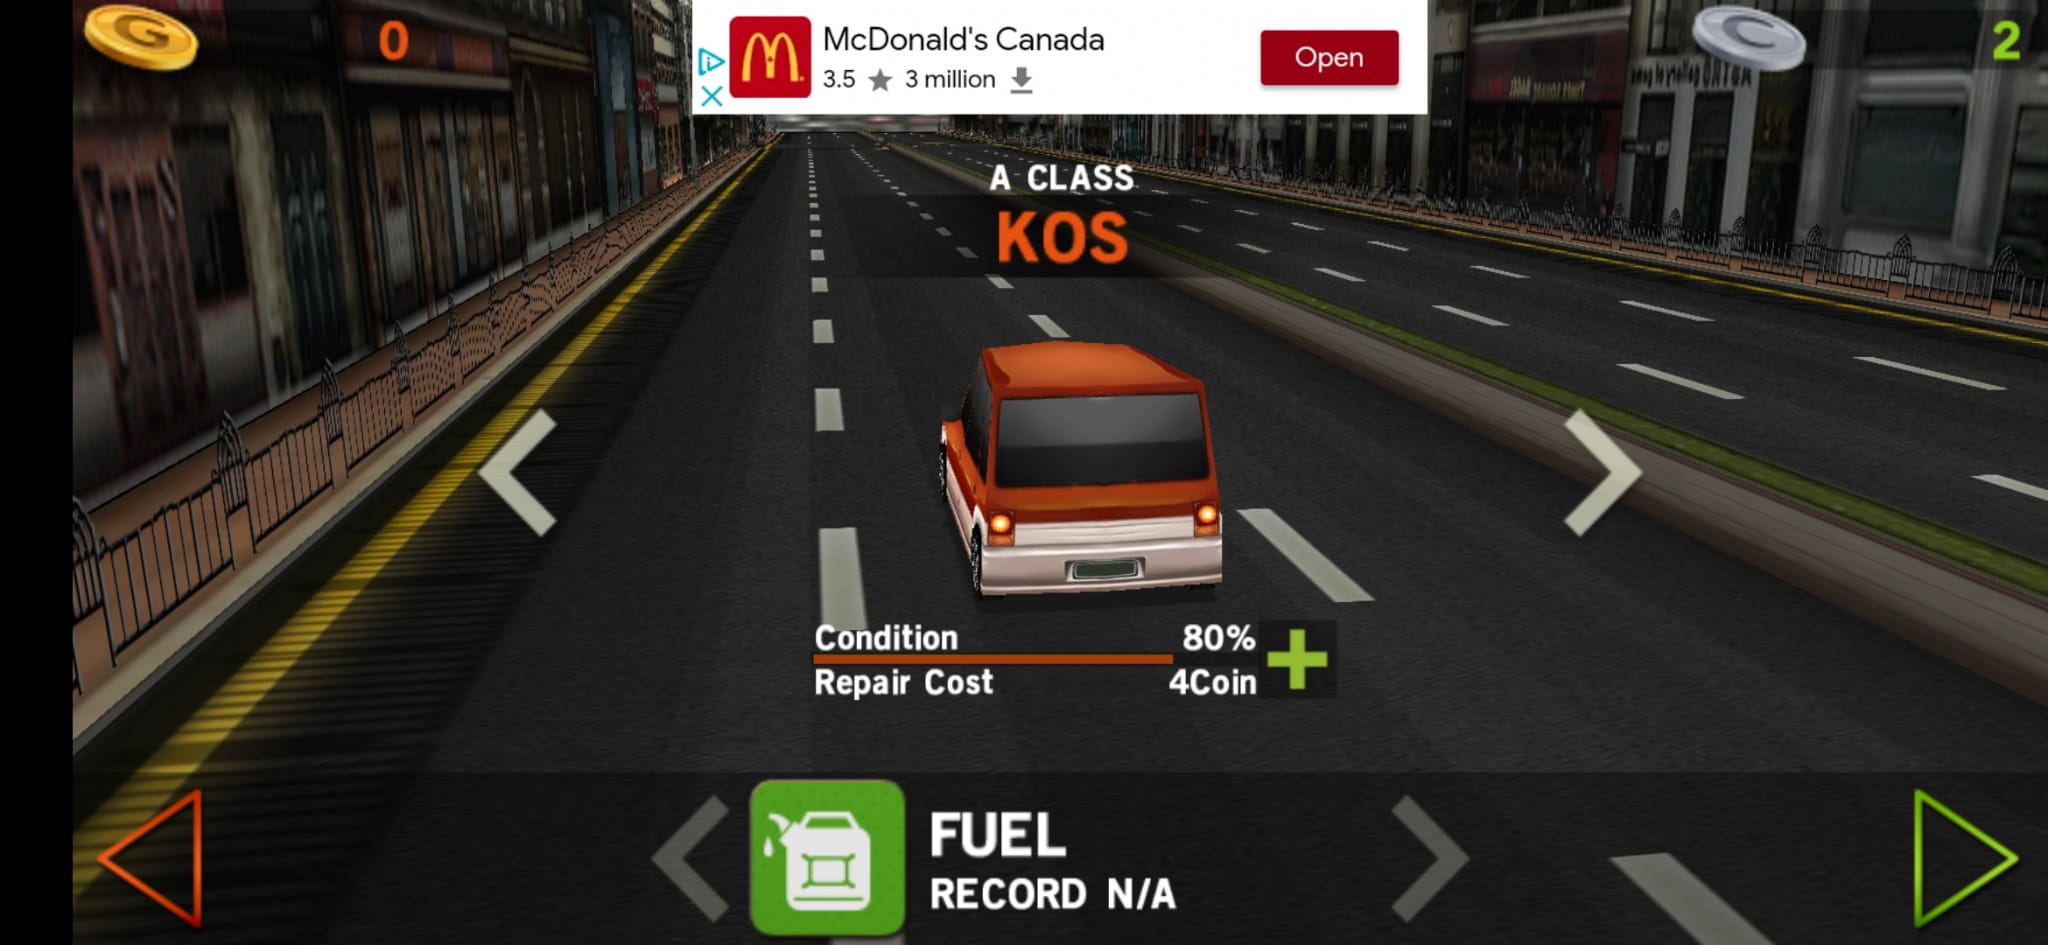 G
0
McDonald's Canada
3.5 ★ 3 million
Open
C
2
A CLASS
KOS
Condition 80%
Repair Cost 4Coin
FUEL
RECORD N/A